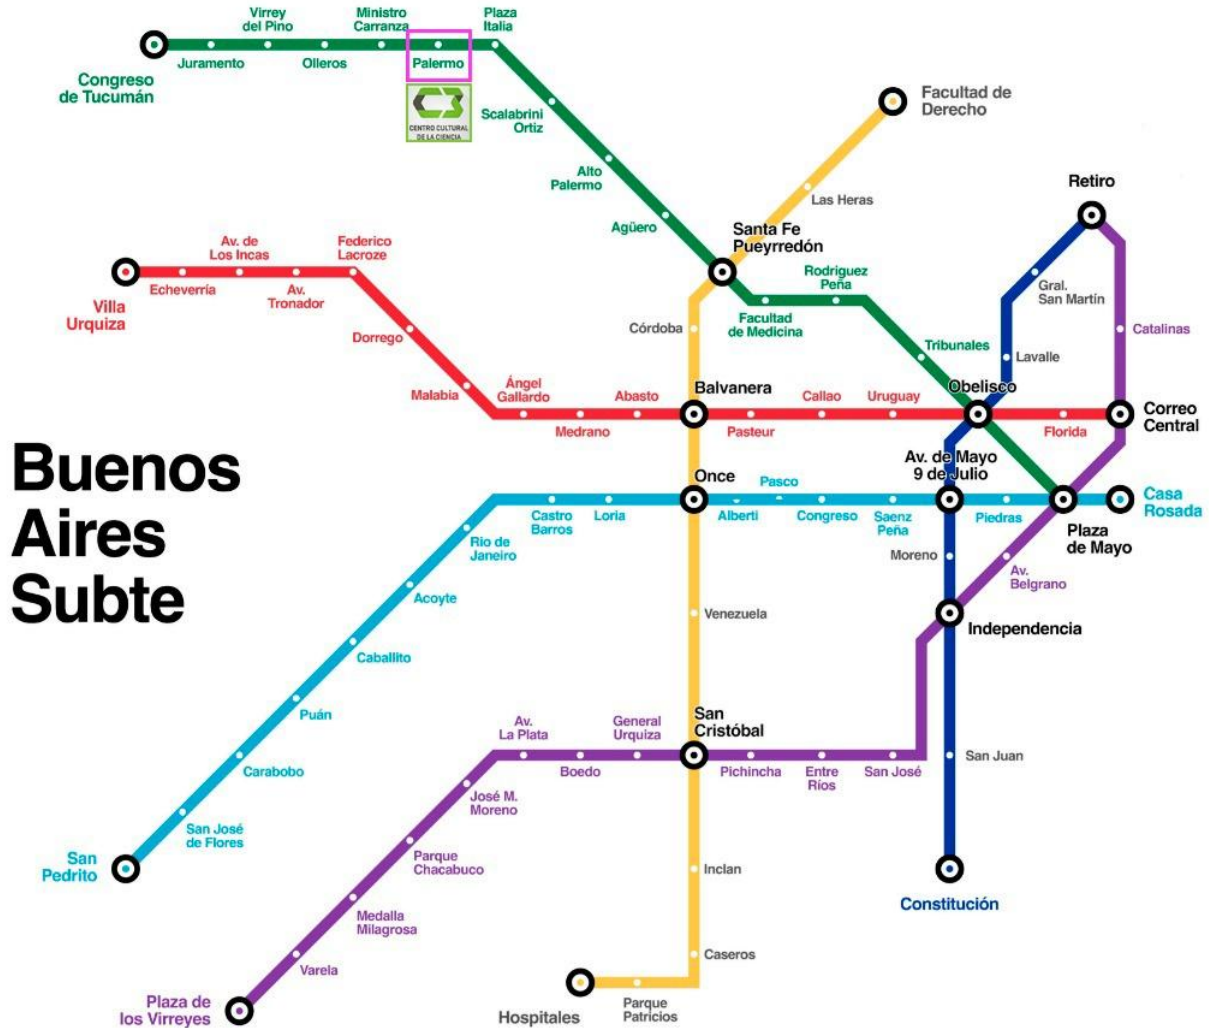 Virrey
del Pino
Ministro
Carranza
Plaza
Italia
Juramento
Olleros
Palermo
Congreso
de Tucumán
C3
CENTRO CULTURAL
DE LA CIENCIA
Scalabrini
Ortiz
Facultad de
Derecho
Alto
Palermo
Las Heras
Retiro
Agüero
Santa Fe
Pueyrredón
Av. de
Los Incas
Federico
Lacroze
Rodriguez
Peña
Echeverría
Av.
Tronador
Gral.
San Martín
Villa
Urquiza
Facultad
de Medicina
Córdoba
Catalinas
Dorrego
Tribunales
Lavalle
Malabia
Ángel
Gallardo
Abasto
Balvanera
Callao
Uruguay
Obelisco
Medrano
Pasteur
Florida
Correo
Central
Buenos
Aires
Subte
Av. de Mayo
9 de Julio
Once
Pasco
Casa
Rosada
Castro
Barros
Loria
Alberti
Congreso
Saenz
Peña
Piedras
Plaza
de Mayo
Rio de
Janeiro
Moreno
Av.
Belgrano
Acoyte
Venezuela
Independencia
Caballito
Puán
Av.
La Plata
General
Urquiza
San
Cristóbal
Carabobo
Boedo
Pichincha
Entre
Ríos
San José
San Juan
José M.
Moreno
San José
de Flores
San
Pedrito
Parque
Chacabuco
Inclan
Constitución
Medalla
Milagrosa
Varela
Caseros
Plaza de
los Virreyes
Hospitales
Parque
Patricios